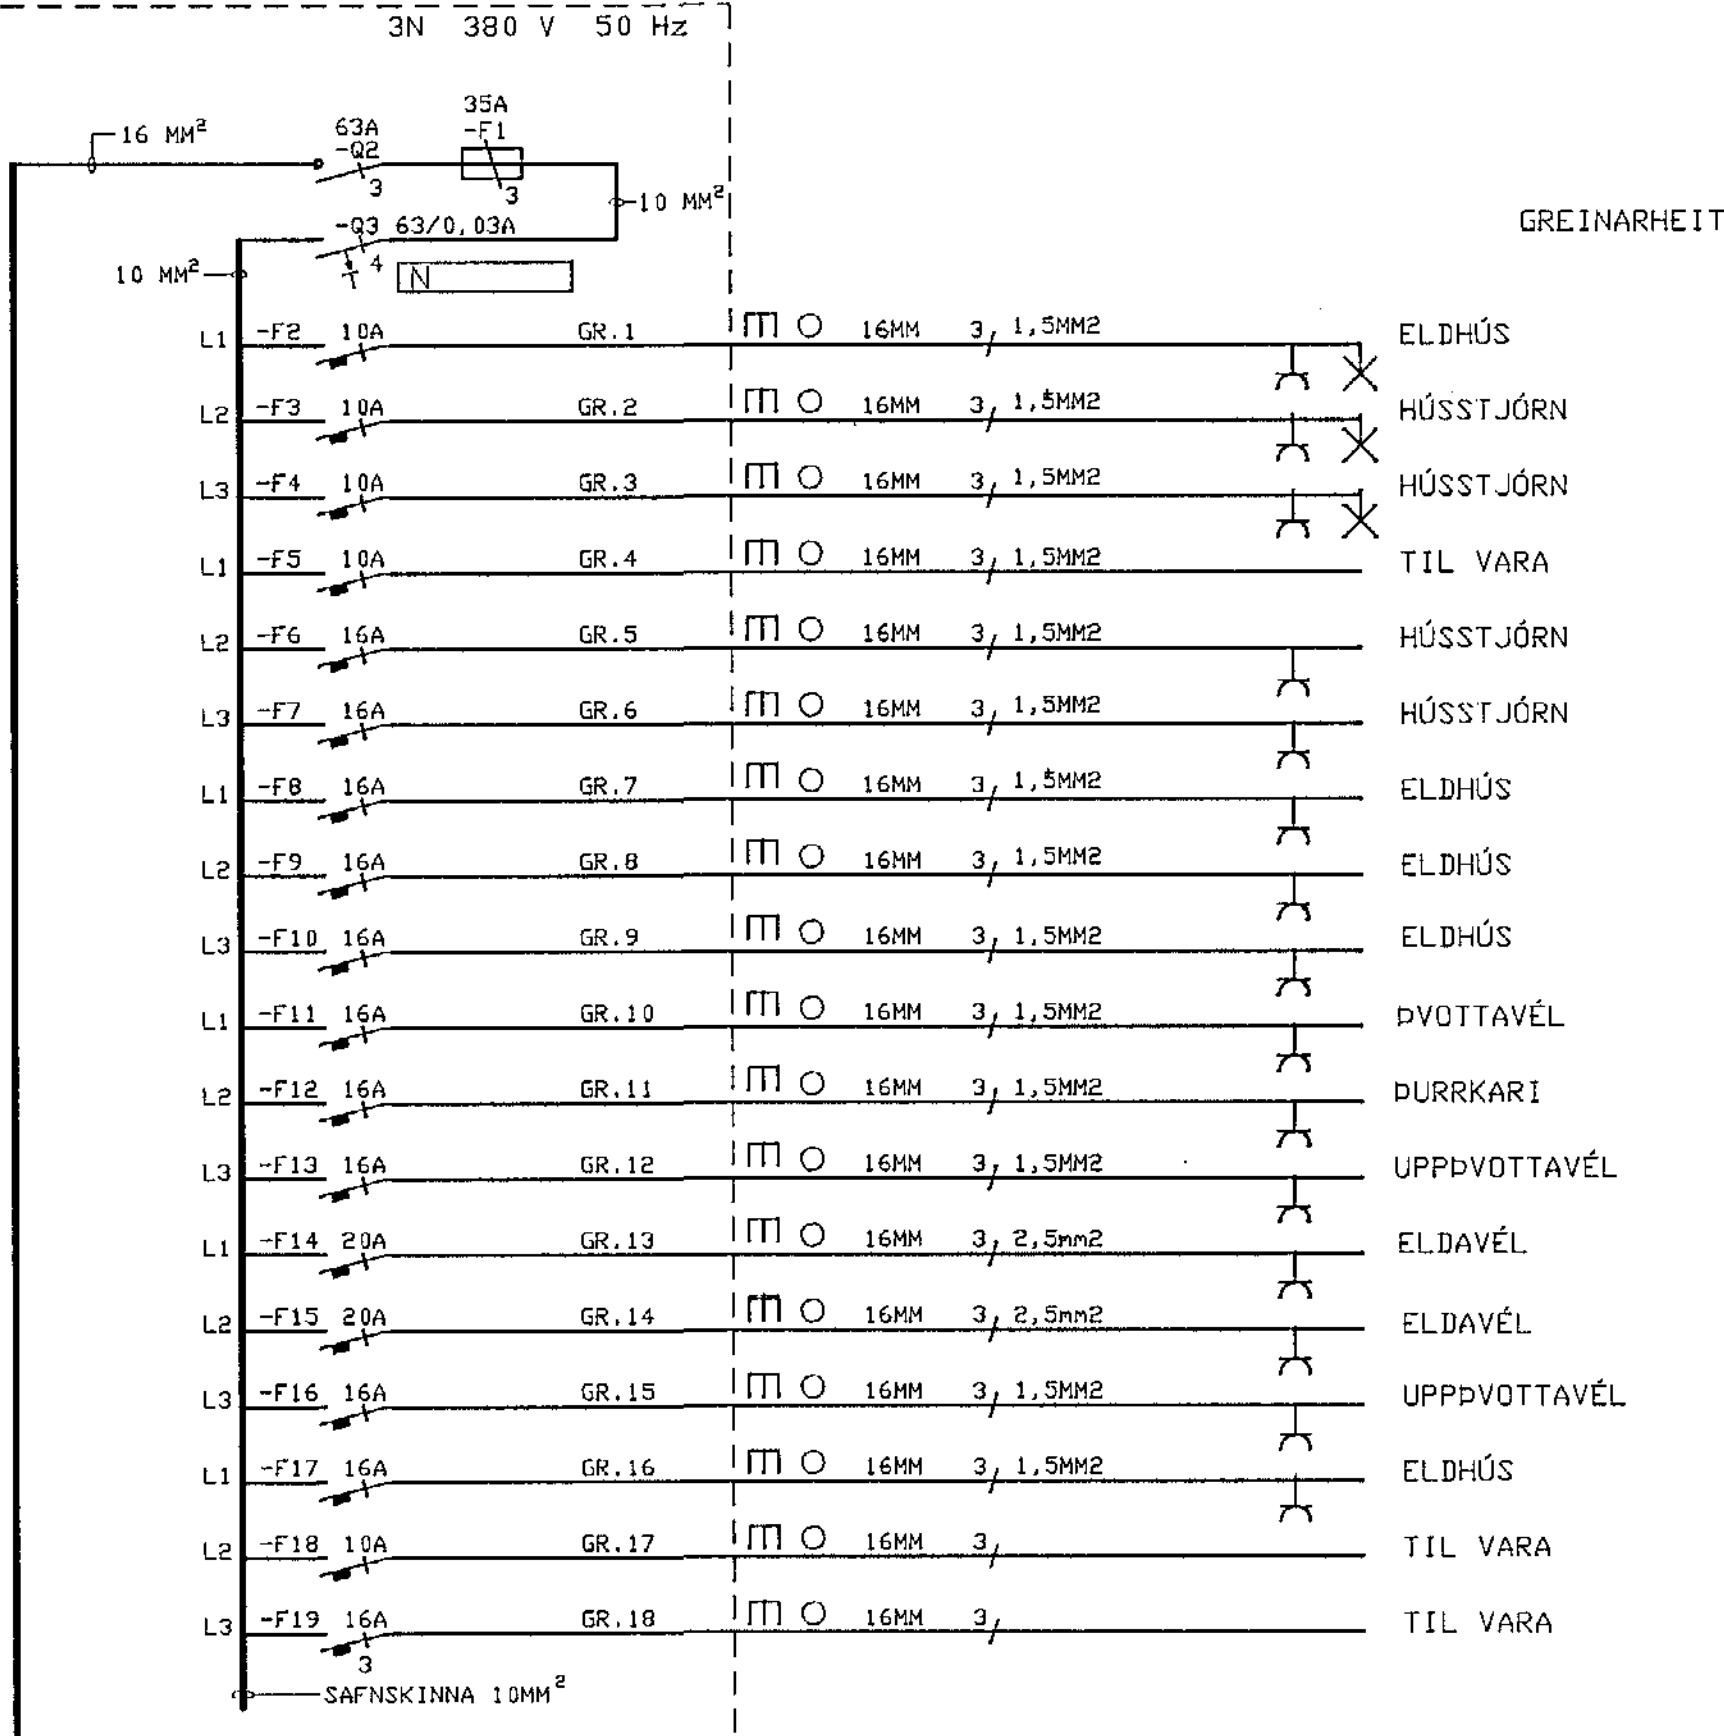 3N 380 V 50 Hz
35A
-F1
3
63A
-Q2
3
16 MM²
10 MM²
-Q3 63/0,03A
4
N
10 MM²
GREINARHEIT
L1 -F2 10A GR.1 16MM 3 1,5MM2 ELDHÚS
L2 -F3 10A GR.2 16MM 3 1,5MM2 HÚSSTJÓRN
L3 -F4 10A GR.3 16MM 3 1,5MM2 HÚSSTJÓRN
L1 -F5 10A GR.4 16MM 3 1,5MM2 TIL VARA
L2 -F6 16A GR.5 16MM 3 1,5MM2 HÚSSTJÓRN
L3 -F7 16A GR.6 16MM 3 1,5MM2 HÚSSTJÓRN
L1 -F8 16A GR.7 16MM 3 1,5MM2 ELDHÚS
L2 -F9 16A GR.8 16MM 3 1,5MM2 ELDHÚS
L3 -F10 16A GR.9 16MM 3 1,5MM2 ELDHÚS
L1 -F11 16A GR.10 16MM 3 1,5MM2 ÞVOTTAVÉL
L2 -F12 16A GR.11 16MM 3 1,5MM2 ÞURRKARI
L3 -F13 16A GR.12 16MM 3 1,5MM2 UPPÞVOTTAVÉL
L1 -F14 20A GR.13 16MM 3 2,5mm2 ELDAVÉL
L2 -F15 20A GR.14 16MM 3 2,5mm2 ELDAVÉL
L3 -F16 16A GR.15 16MM 3 1,5MM2 UPPÞVOTTAVÉL
L1 -F17 16A GR.16 16MM 3 1,5MM2 ELDHÚS
L2 -F18 10A GR.17 16MM 3 TIL VARA
L3 -F19 16A GR.18 16MM 3 TIL VARA
3
SAFNSKINNA 10MM²